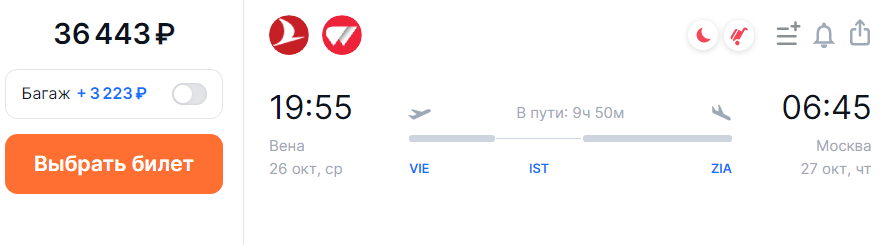 36 443 ₽
Багаж + 3 223 ₽
Выбрать билет
19:55
В пути: 9ч 50м
06:45
Вена
Москва
26 окт, ср
VIE
IST
ZIA
27 окт, чт